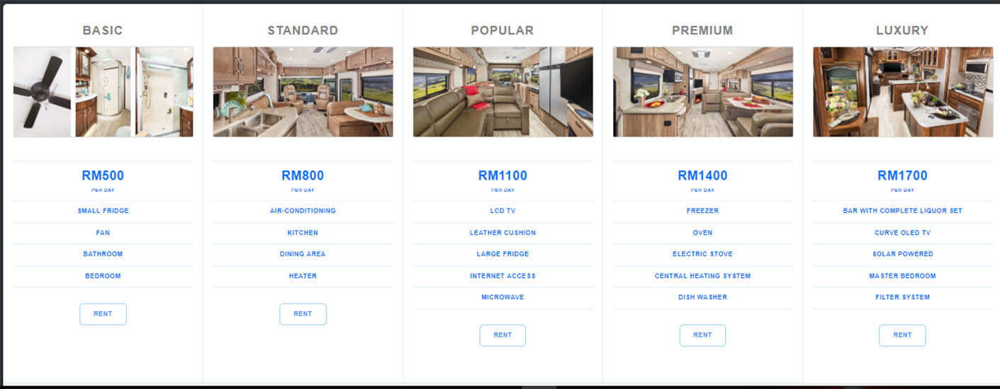 BASIC
RM500
PER DAY
SMALL FRIDGE
FAN
BATHROOM
BEDROOM
RENT
STANDARD
RM800
PER DAY
AIR-CONDITIONING
KITCHEN
DINING AREA
HEATER
RENT
POPULAR
RM1100
PER DAY
LCD TV
LEATHER CUSHION
LARGE FRIDGE
INTERNET ACCESS
MICROWAVE
RENT
PREMIUM
RM1400
PER DAY
FREEZER
OVEN
ELECTRIC STOVE
CENTRAL HEATING SYSTEM
DISH WASHER
RENT
LUXURY
RM1700
PER DAY
BAR WITH COMPLETE LIQUOR SET
CURVE OLED TV
SOLAR POWERED
MASTER BEDROOM
FILTER SYSTEM
RENT